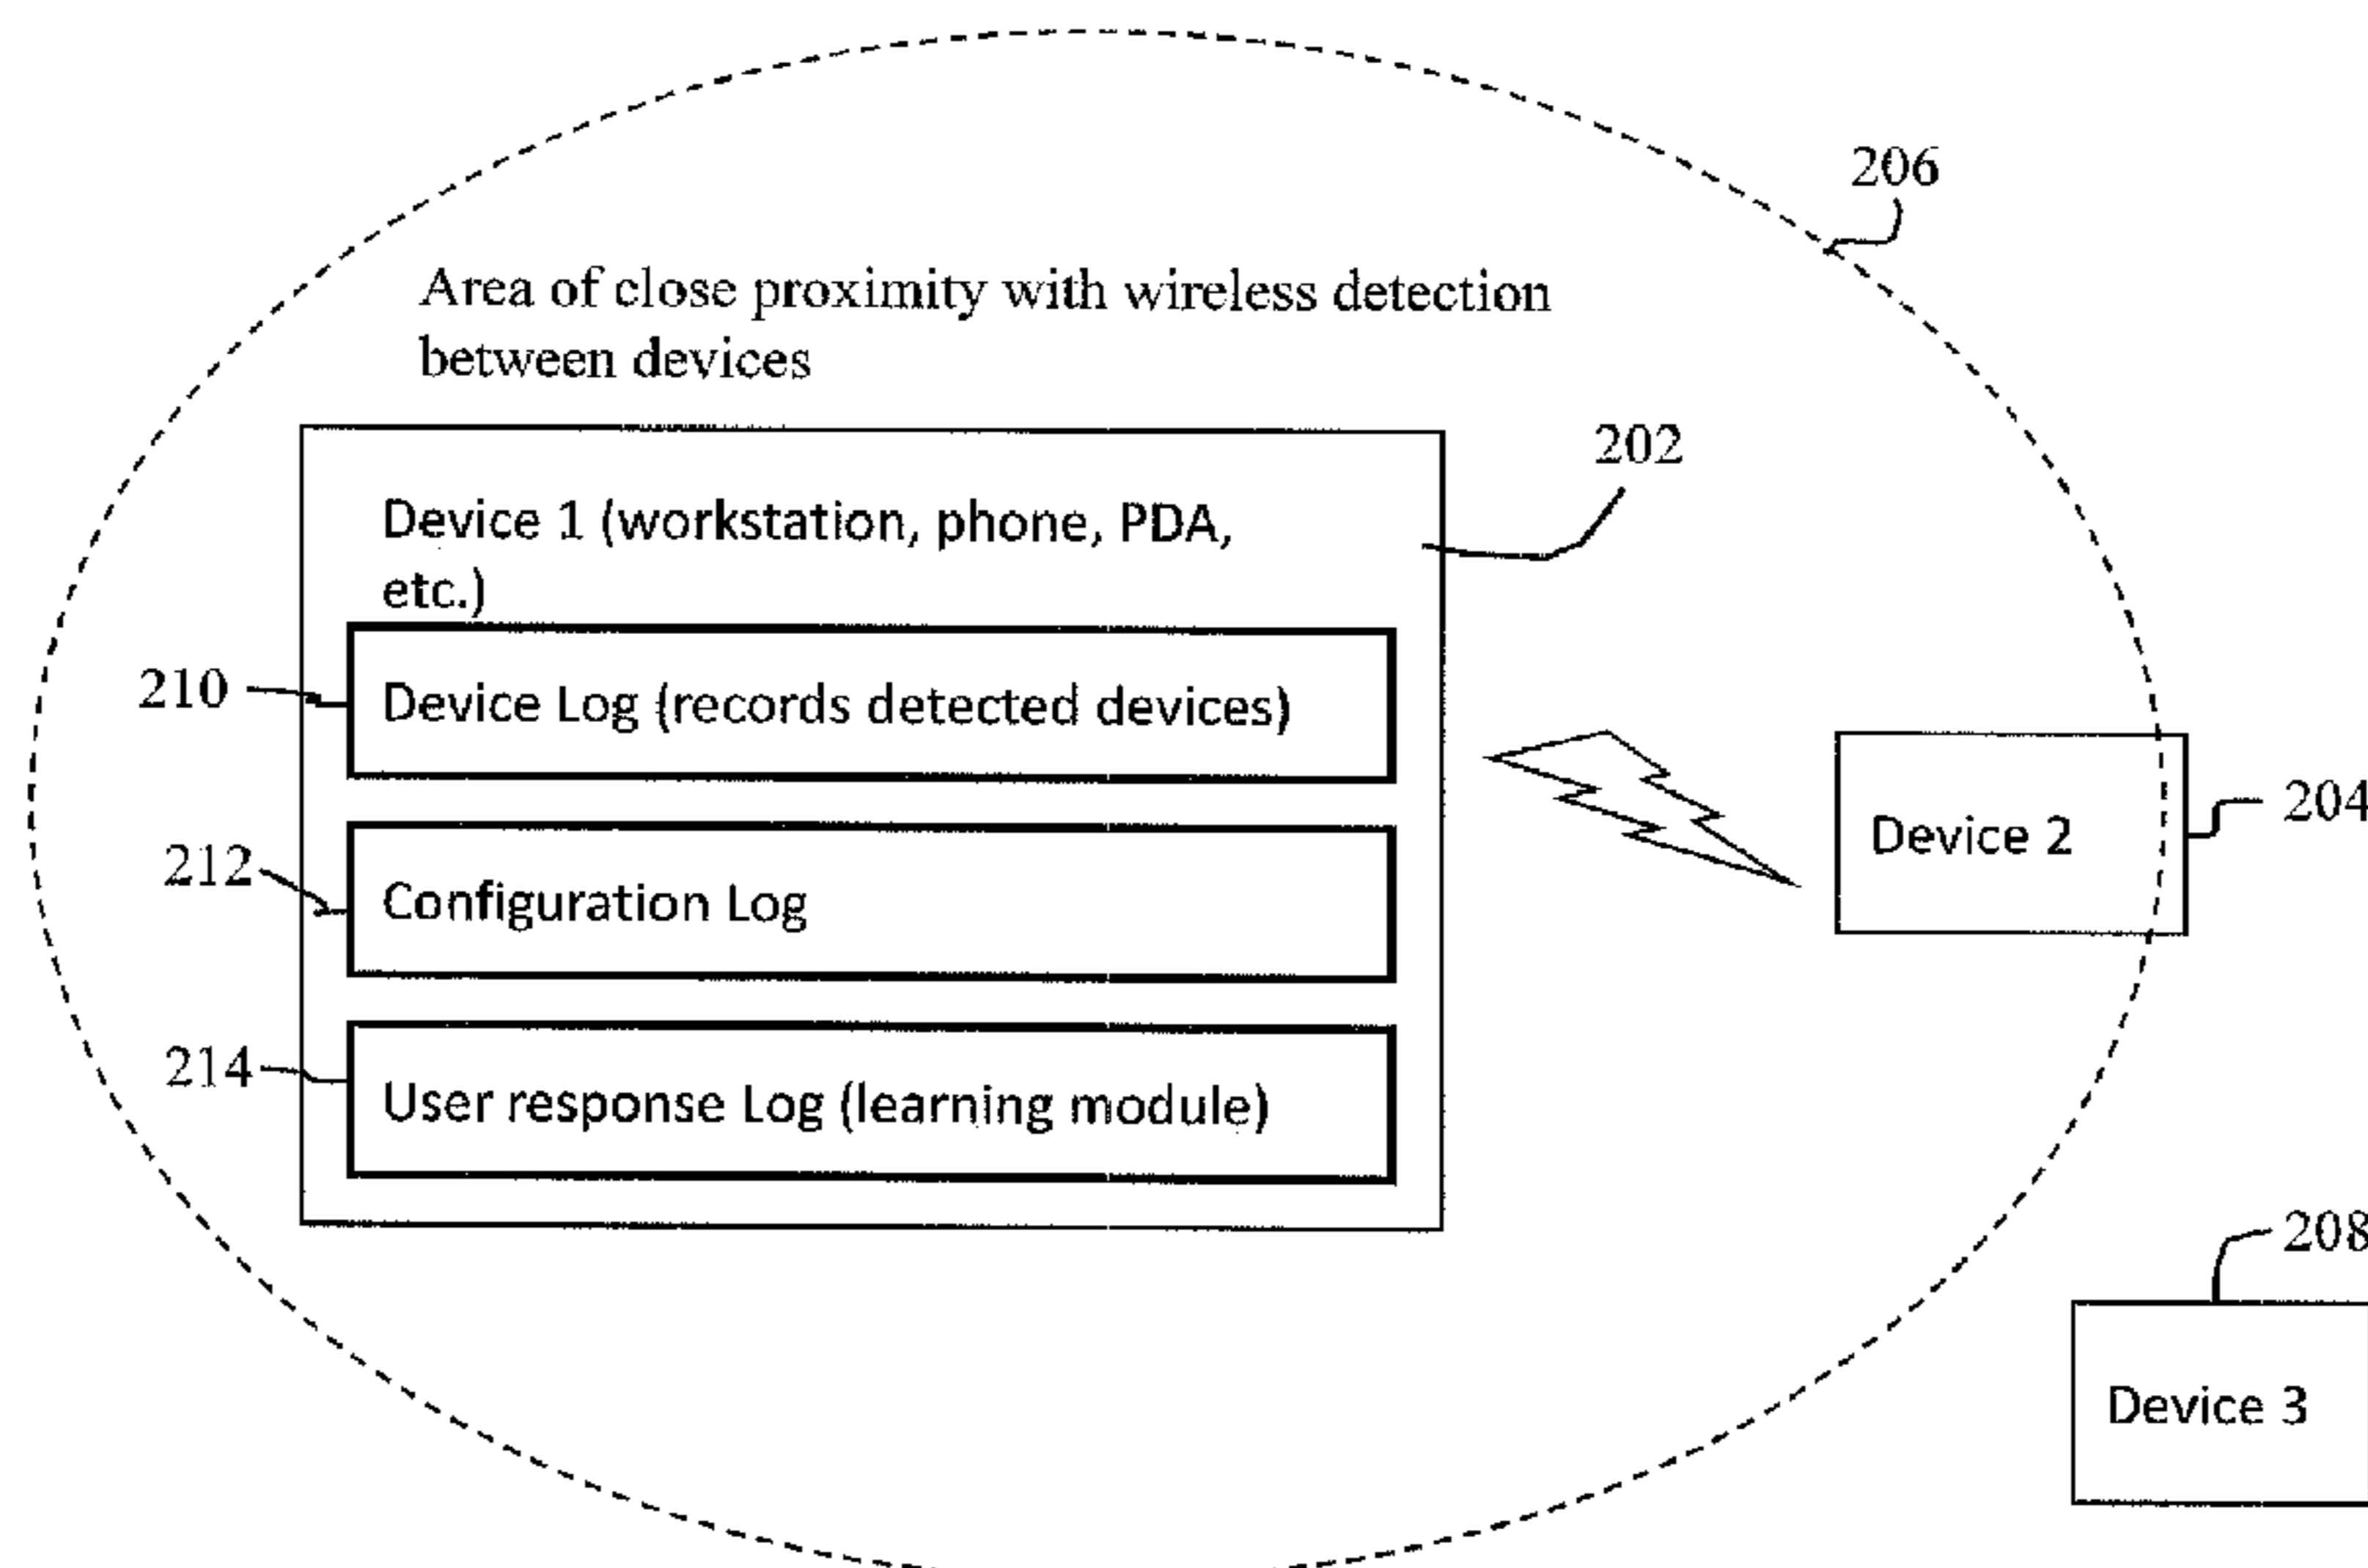 206
Area of close proximity with wireless detection
between devices
202
Device 1 (workstation, phone, PDA,
etc.)
210
Device Log (records detected devices)
204
Device 2
212
Configuration Log
214
User response Log (learning module)
208
Device 3